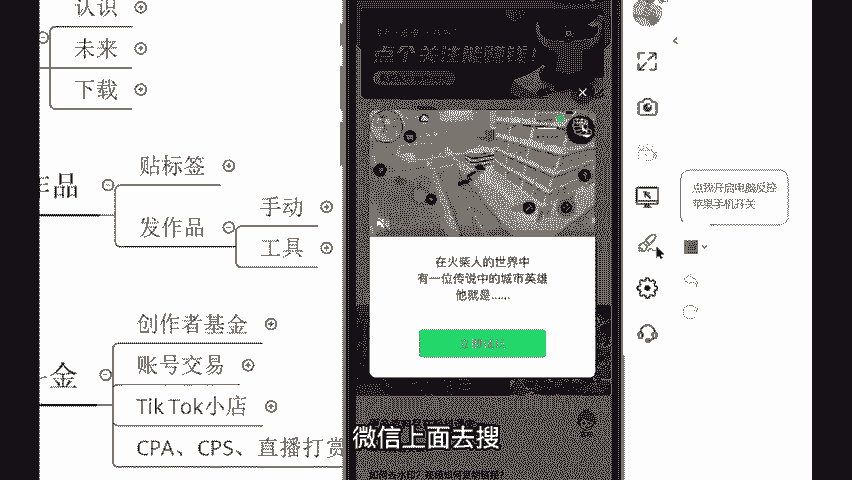 认识
未来
下载
作品
贴标签
发作品
手动
工具
金
创作者基金
账号交易
TikTok小店
CPA、CPS、直播打赏
点个关注能赚钱!
在火柴人的世界中
有一位传说中的城市英雄
他就是……
微信上面去搜
点我开启电脑反控
苹果手机开关